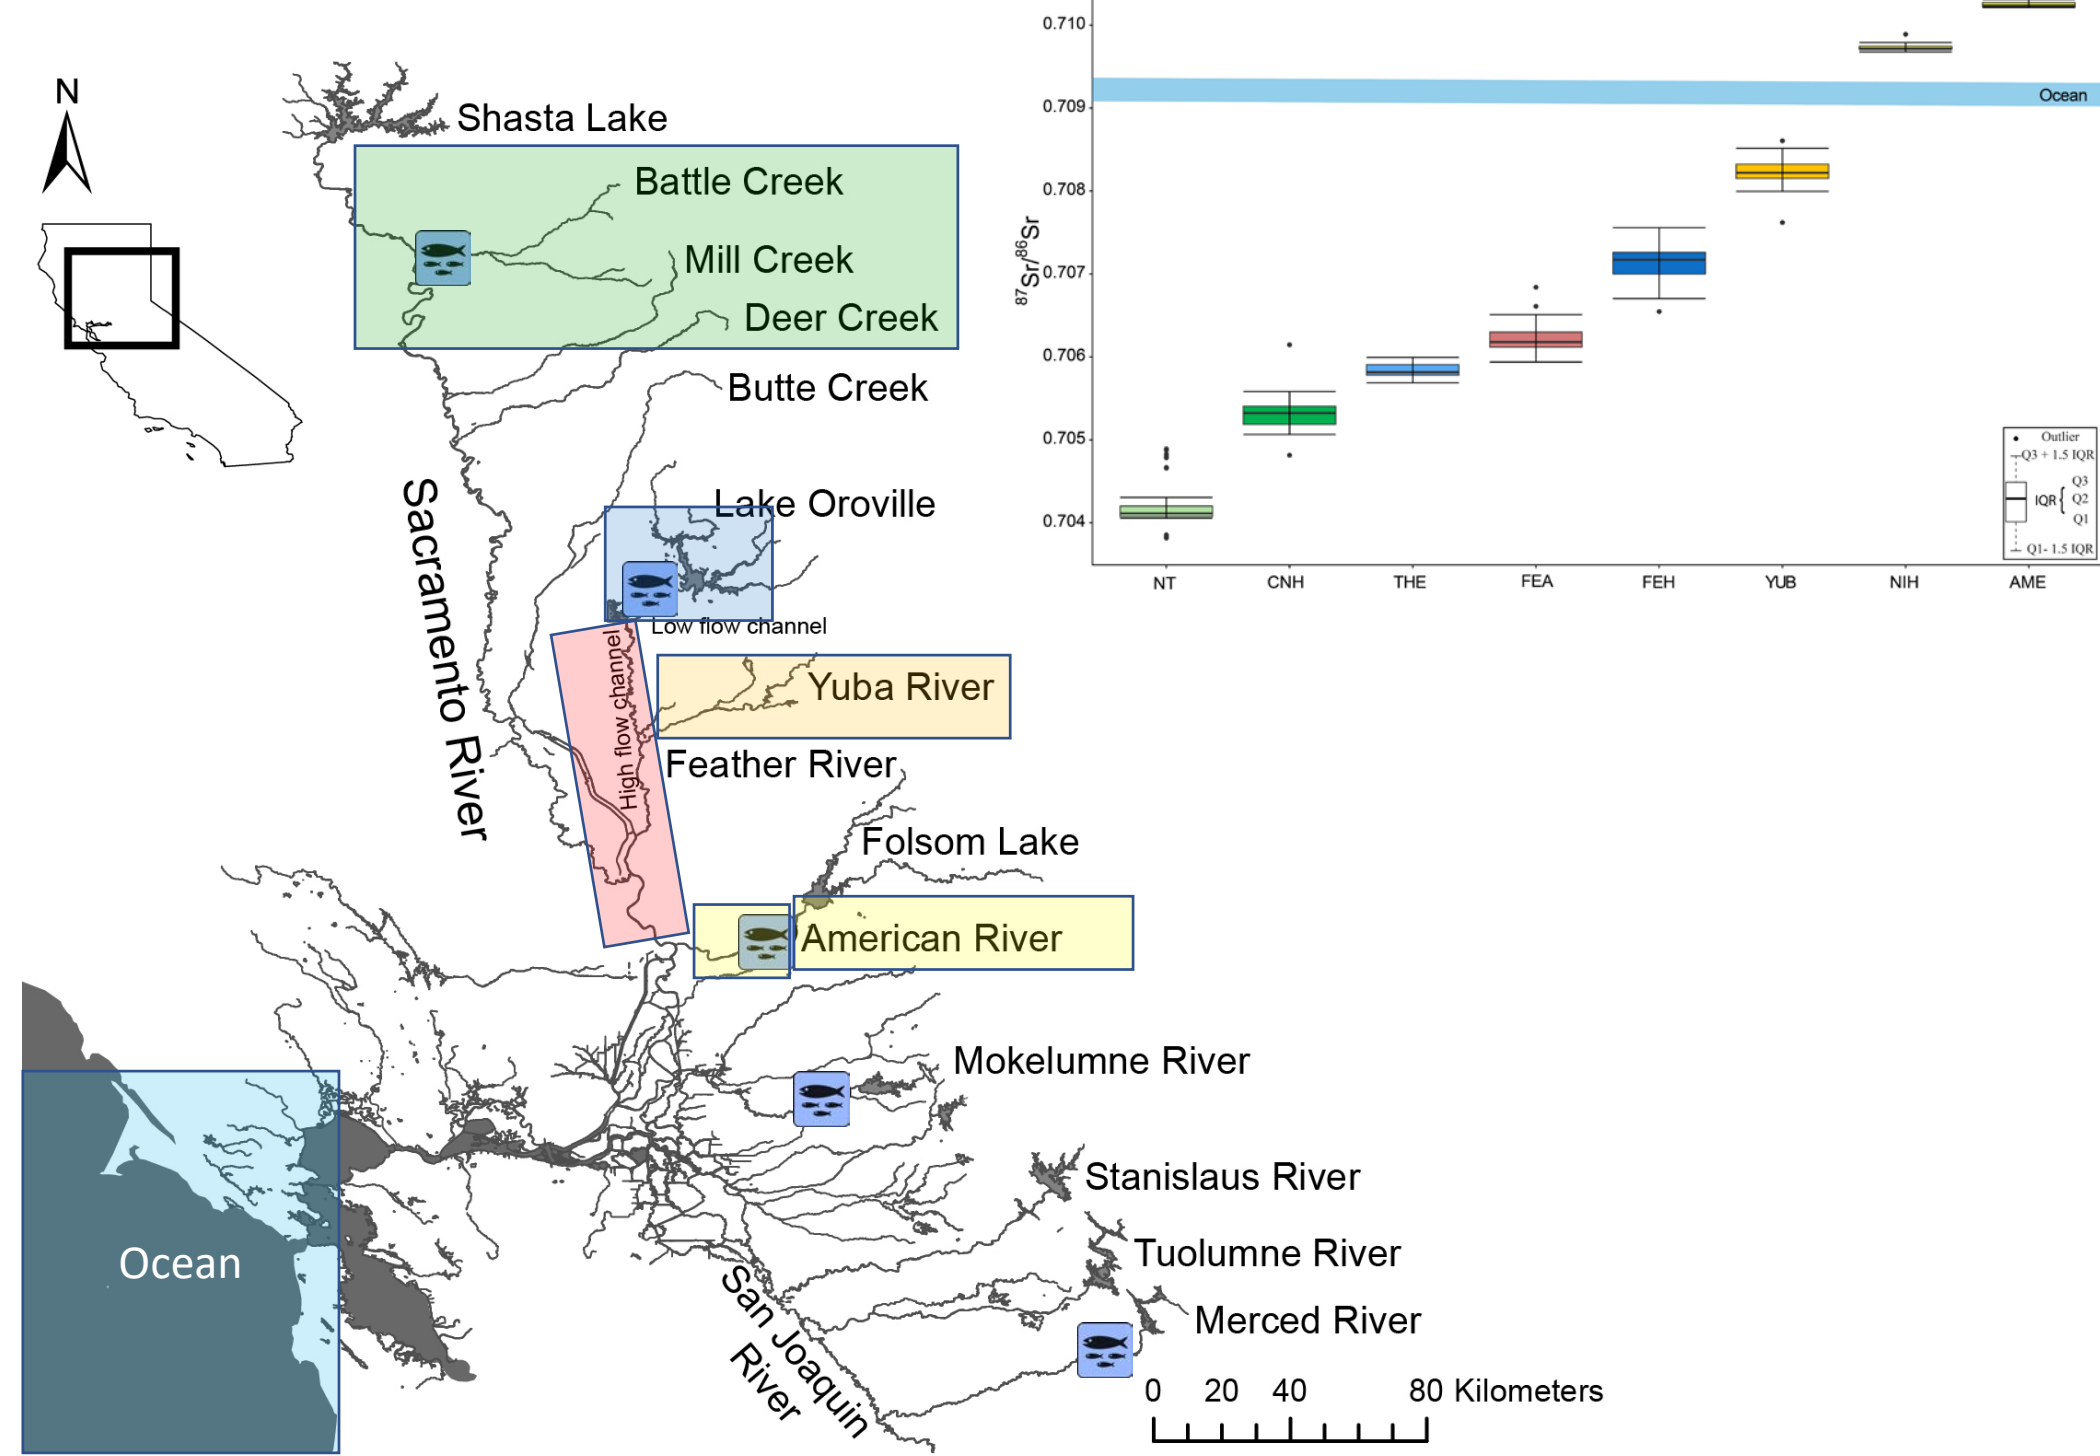 N
Shasta Lake
Battle Creek
Mill Creek
Deer Creek
Butte Creek
Lake Oroville
Low flow channel
High flow channel
Sacramento River
Yuba River
Feather River
Folsom Lake
American River
Mokelumne River
Stanislaus River
Tuolumne River
Merced River
San Joaquin
River
Ocean
0 20 40 80 Kilometers
87Sr/86Sr
0.710
0.709
0.708
0.707
0.706
0.705
0.704
Ocean
NT CNH THE FEA FEH YUB NIH AME
Outlier
Q3 + 1.5 IQR
Q3
IQR { Q2
Q1
Q1- 1.5 IQR